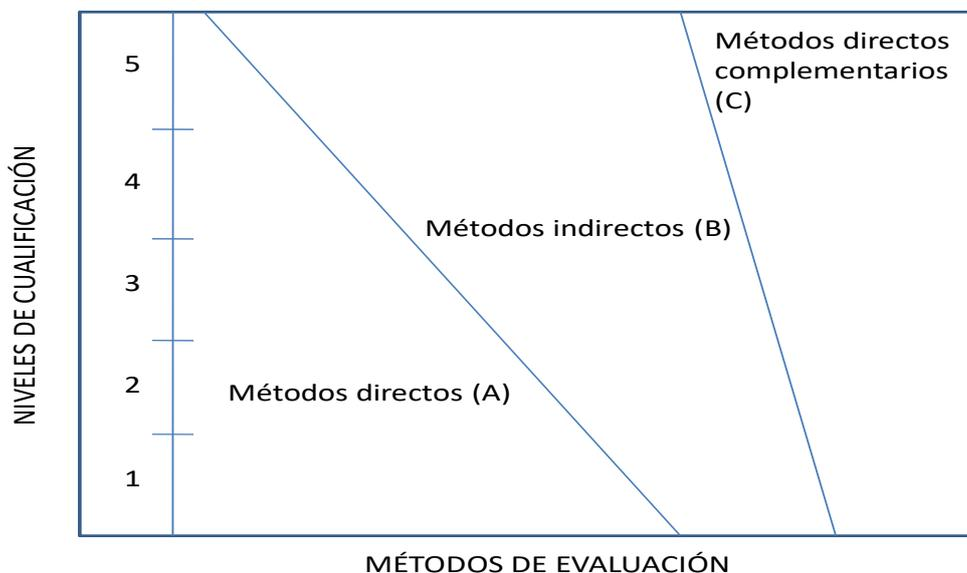 Métodos directos
complementarios
(C)
5
4
Métodos indirectos (B)
3
2
Métodos directos (A)
1
NIVELES DE CUALIFICACIÓN
MÉTODOS DE EVALUACIÓN